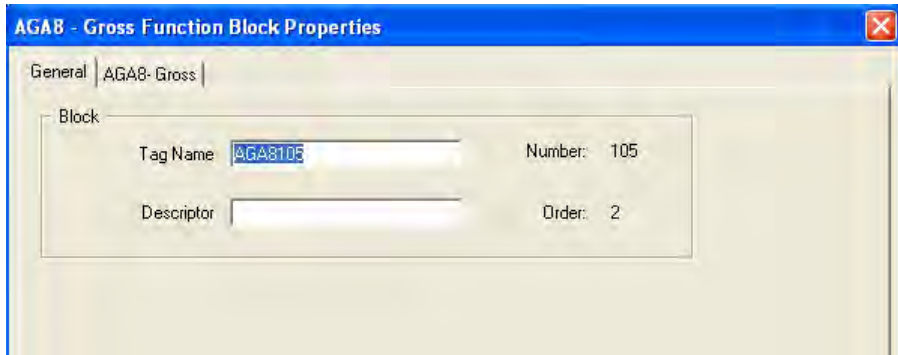 AGA8 - Gross Function Block Properties
General AGA8- Gross
Block
Tag Name AGA8105 Number: 105
Descriptor Order: 2